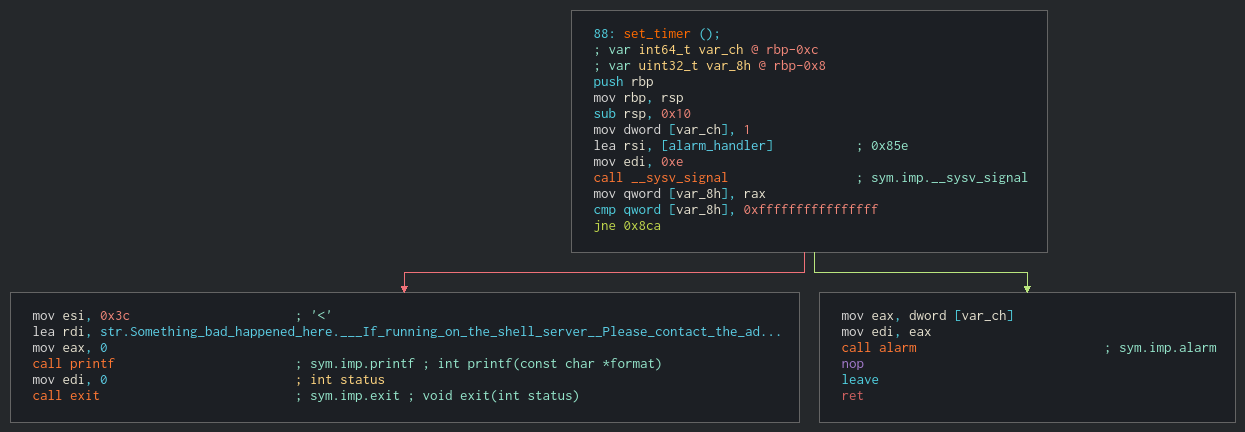 88: set_timer ();
; var int64_t var_ch @ rbp-0xc
; var uint32_t var_8h @ rbp-0x8
push rbp
mov rbp, rsp
sub rsp, 0x10
mov dword [var_ch], 1
lea rsi, [alarm_handler] ; 0x85e
mov edi, 0xe
call __sysv_signal ; sym.imp.__sysv_signal
mov qword [var_8h], rax
cmp qword [var_8h], 0xffffffffffffffff
jne 0x8ca
mov esi, 0x3c ; '<'
lea rdi, str.Something_bad_happened_here.___If_running_on_the_shell_server__Please_contact_the_ad...
mov eax, 0
call printf ; sym.imp.printf ; int printf(const char *format)
mov edi, 0 ; int status
call exit ; sym.imp.exit ; void exit(int status)
mov eax, dword [var_ch]
mov edi, eax
call alarm ; sym.imp.alarm
nop
leave
ret